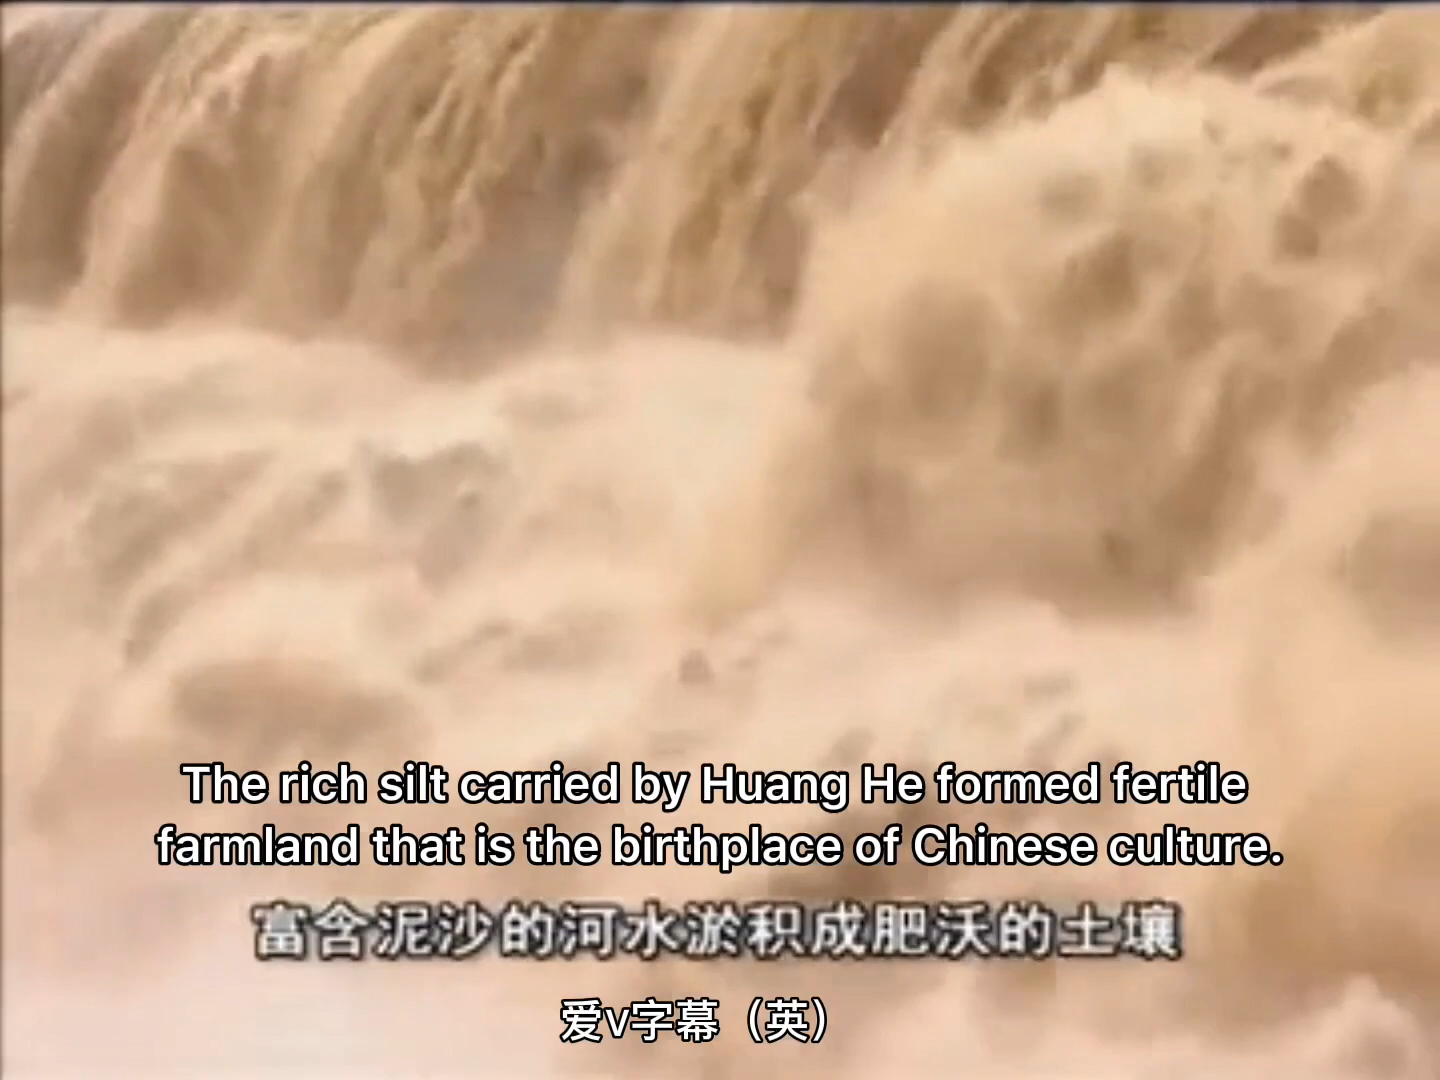 The rich silt carried by Huang He formed fertile
farmland that is the birthplace of Chinese culture.
富含泥沙的河水淤积成肥沃的土壤
爱v字幕（英）